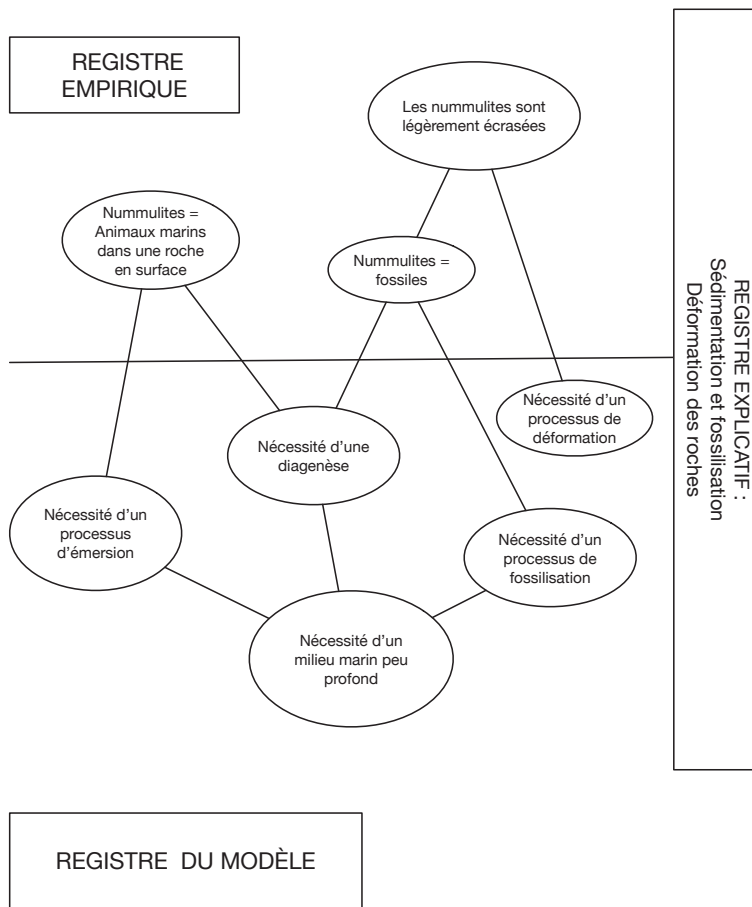 REGISTRE
EMPIRIQUE
Les nummulites sont
légèrement écrasées
Nummulites =
Animaux marins
dans une roche
en surface
Nummulites =
fossiles
Nécessité d'un
processus de
déformation
Nécessité d'une
diagenèse
Nécessité d'un
processus
d'émersion
Nécessité d'un
processus de
fossilisation
Nécessité d'un
milieu marin peu
profond
REGISTRE EXPLICATIF :
Sédimentation et fossilisation
Déformation des roches
REGISTRE DU MODÈLE